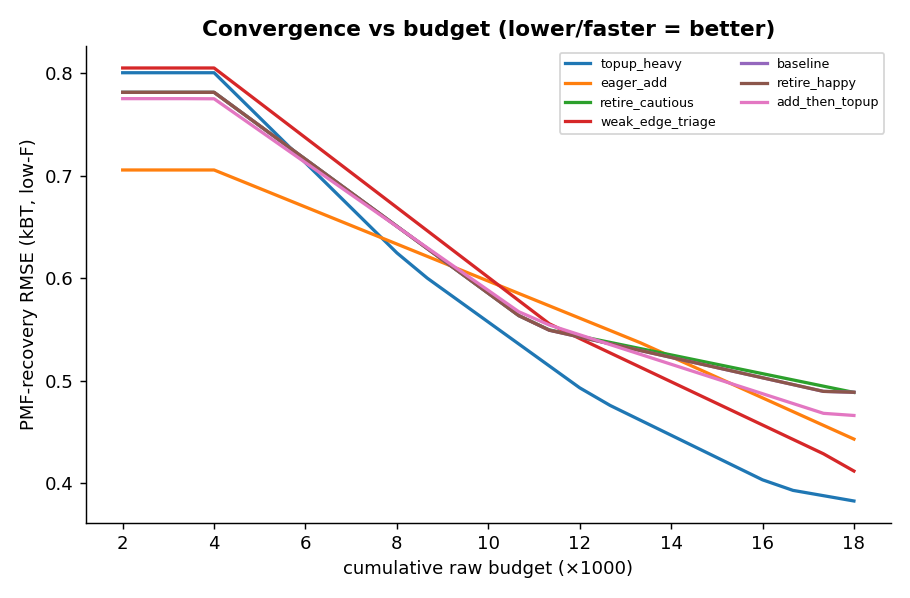 Convergence vs budget (lower/faster = better)
topup_heavy
eager_add
retire_cautious
weak_edge_triage
baseline
retire_happy
add_then_topup
PMF-recovery RMSE (kBT, low-F)
0.8
0.7
0.6
0.5
0.4
2 4 6 8 10 12 14 16 18
cumulative raw budget (×1000)